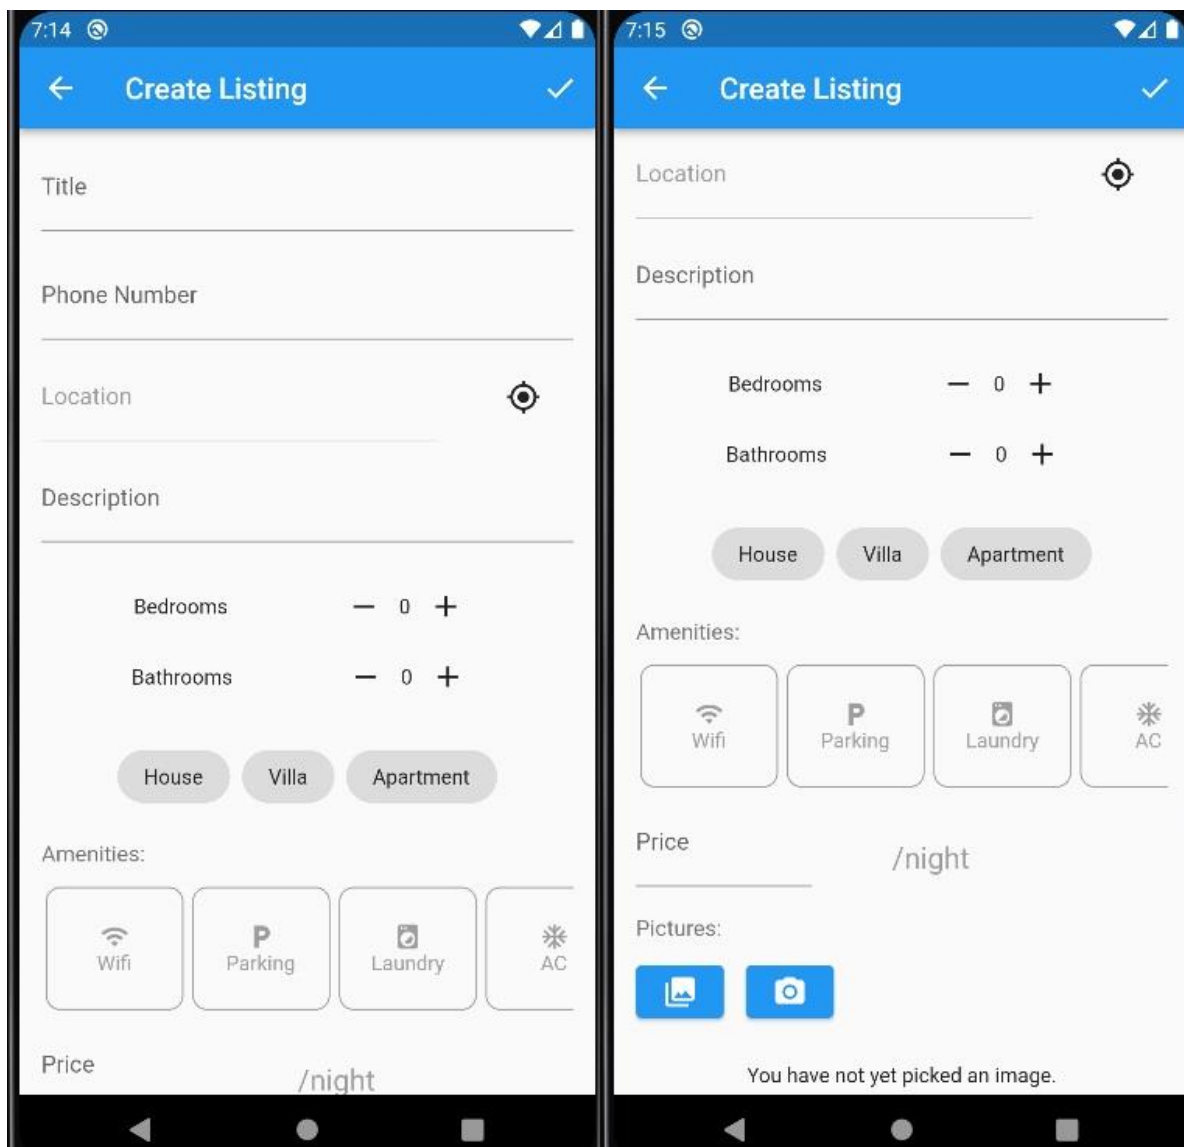 7:14
Create Listing
Title
Phone Number
Location
Description
Bedrooms 0
Bathrooms 0
House Villa Apartment
Amenities:
Wifi P Parking Laundry AC
Price /night
7:15
Create Listing
Location
Description
Bedrooms 0
Bathrooms 0
House Villa Apartment
Amenities:
Wifi P Parking Laundry AC
Price /night
Pictures:
You have not yet picked an image.